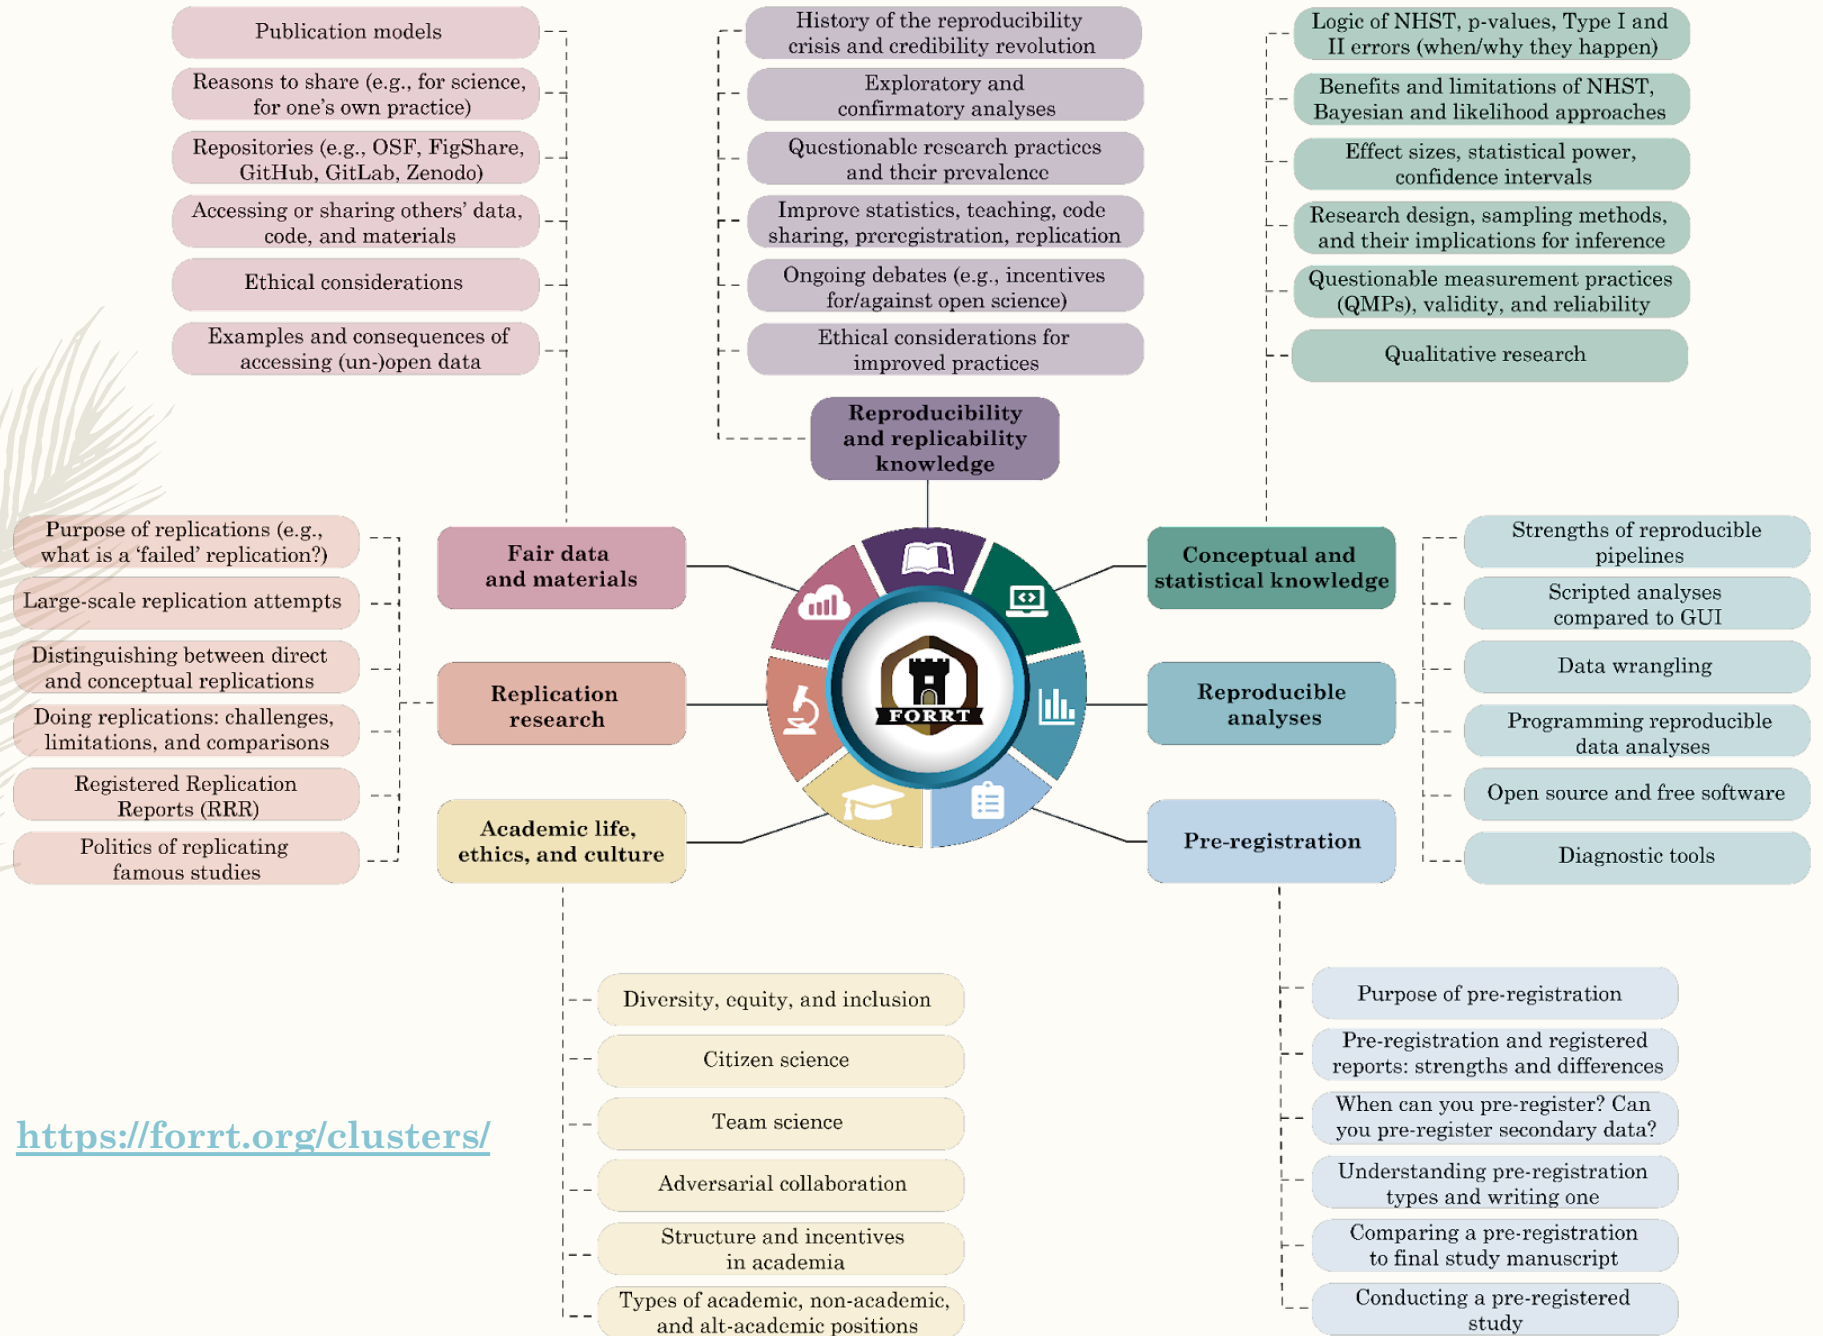 Publication models
Reasons to share (e.g., for science,
for one's own practice)
Repositories (e.g., OSF, FigShare,
GitHub, GitLab, Zenodo)
Accessing or sharing others' data,
code, and materials
Ethical considerations
Examples and consequences of
accessing (un-)open data
History of the reproducibility
crisis and credibility revolution
Exploratory and
confirmatory analyses
Questionable research practices
and their prevalence
Improve statistics, teaching, code
sharing, preregistration, replication
Ongoing debates (e.g., incentives
for/against open science)
Ethical considerations for
improved practices
Logic of NHST, p-values, Type I and
II errors (when/why they happen)
Benefits and limitations of NHST,
Bayesian and likelihood approaches
Effect sizes, statistical power,
confidence intervals
Research design, sampling methods,
and their implications for inference
Questionable measurement practices
(QMPs), validity, and reliability
Qualitative research
Reproducibility
and replicability
knowledge
Fair data
and materials
Conceptual and
statistical knowledge
Purpose of replications (e.g.,
what is a 'failed' replication?)
Large-scale replication attempts
Distinguishing between direct
and conceptual replications
Doing replications: challenges,
limitations, and comparisons
Registered Replication
Reports (RRR)
Politics of replicating
famous studies
Replication
research
FORRT
Reproducible
analyses
Strengths of reproducible
pipelines
Scripted analyses
compared to GUI
Data wrangling
Programming reproducible
data analyses
Open source and free software
Diagnostic tools
Academic life,
ethics, and culture
Pre-registration
Diversity, equity, and inclusion
Citizen science
Team science
Adversarial collaboration
Structure and incentives
in academia
Types of academic, non-academic,
and alt-academic positions
Purpose of pre-registration
Pre-registration and registered
reports: strengths and differences
When can you pre-register? Can
you pre-register secondary data?
Understanding pre-registration
types and writing one
Comparing a pre-registration
to final study manuscript
Conducting a pre-registered
study
https://forrt.org/clusters/